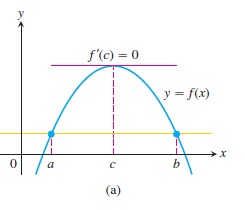 y
f′(c) = 0
y = f(x)
0 a c b x
(a)